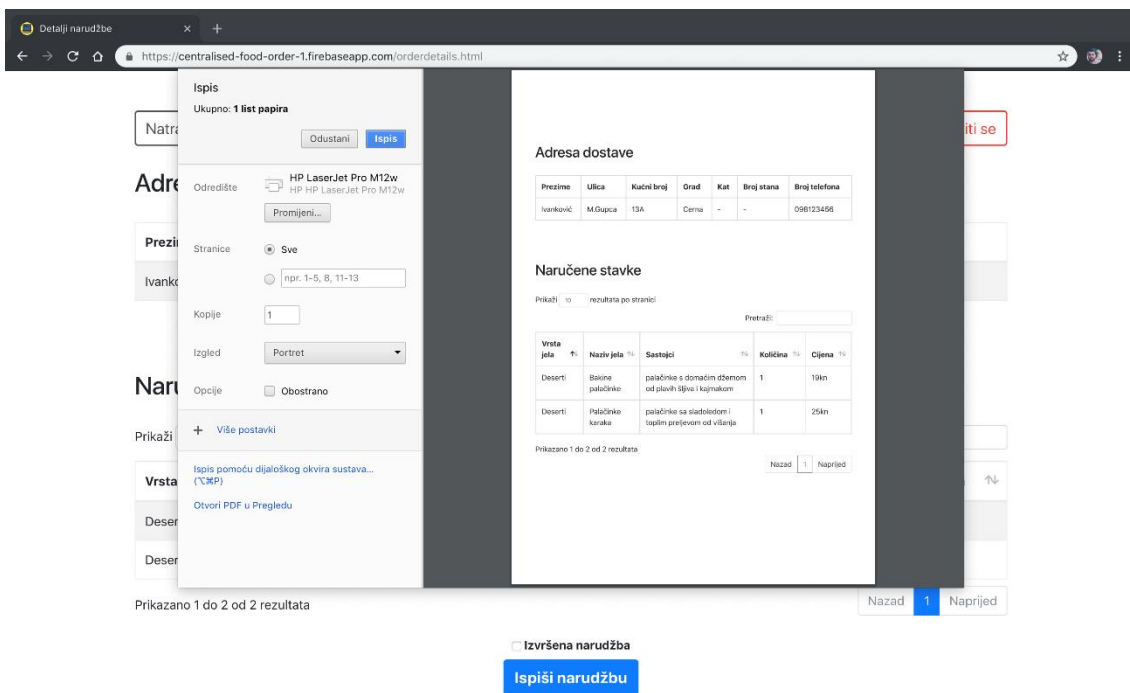 Detalji narudžbe
https://centralised-food-order-1.firebaseapp.com/orderdetails.html
Natra
iti se
Adre
Prezi
Ivanko
Naru
Prikaži
Vrsta
Deser
Deser
Prikazano 1 do 2 od 2 rezultata
Nazad 1 Naprijed
Izvršena narudžba
Ispiši narudžbu
Ispis
Ukupno: 1 list papira
Odustani Ispis
Odredište HP LaserJet Pro M12w
HP HP LaserJet Pro M12w
Promijeni...
Stranice Sve
npr. 1-5, 8, 11-13
Kopije 1
Izgled Portret
Opcije Obostrano
+ Više postavki
Ispis pomoću dijaloškog okvira sustava...
(⌥⌘P)
Otvori PDF u Pregledu
Adresa dostave
Prezime Ulica Kućni broj Grad Kat Broj stana Broj telefona
Ivanković M.Gupca 13A Cerna - - 098123456
Naručene stavke
Prikaži 10 rezultata po stranici
Pretraži:
Vrsta
jela Naziv jela Sastojci Količina Cijena
Deserti Bakine palačinke s domaćim džemom 1 19kn
palačinke od plavih šljiva i kajmakom
Deserti Palačinke palačinke sa sladoledom i 1 25kn
karaka toplim preljevom od višanja
Prikazano 1 do 2 od 2 rezultata
Nazad 1 Naprijed